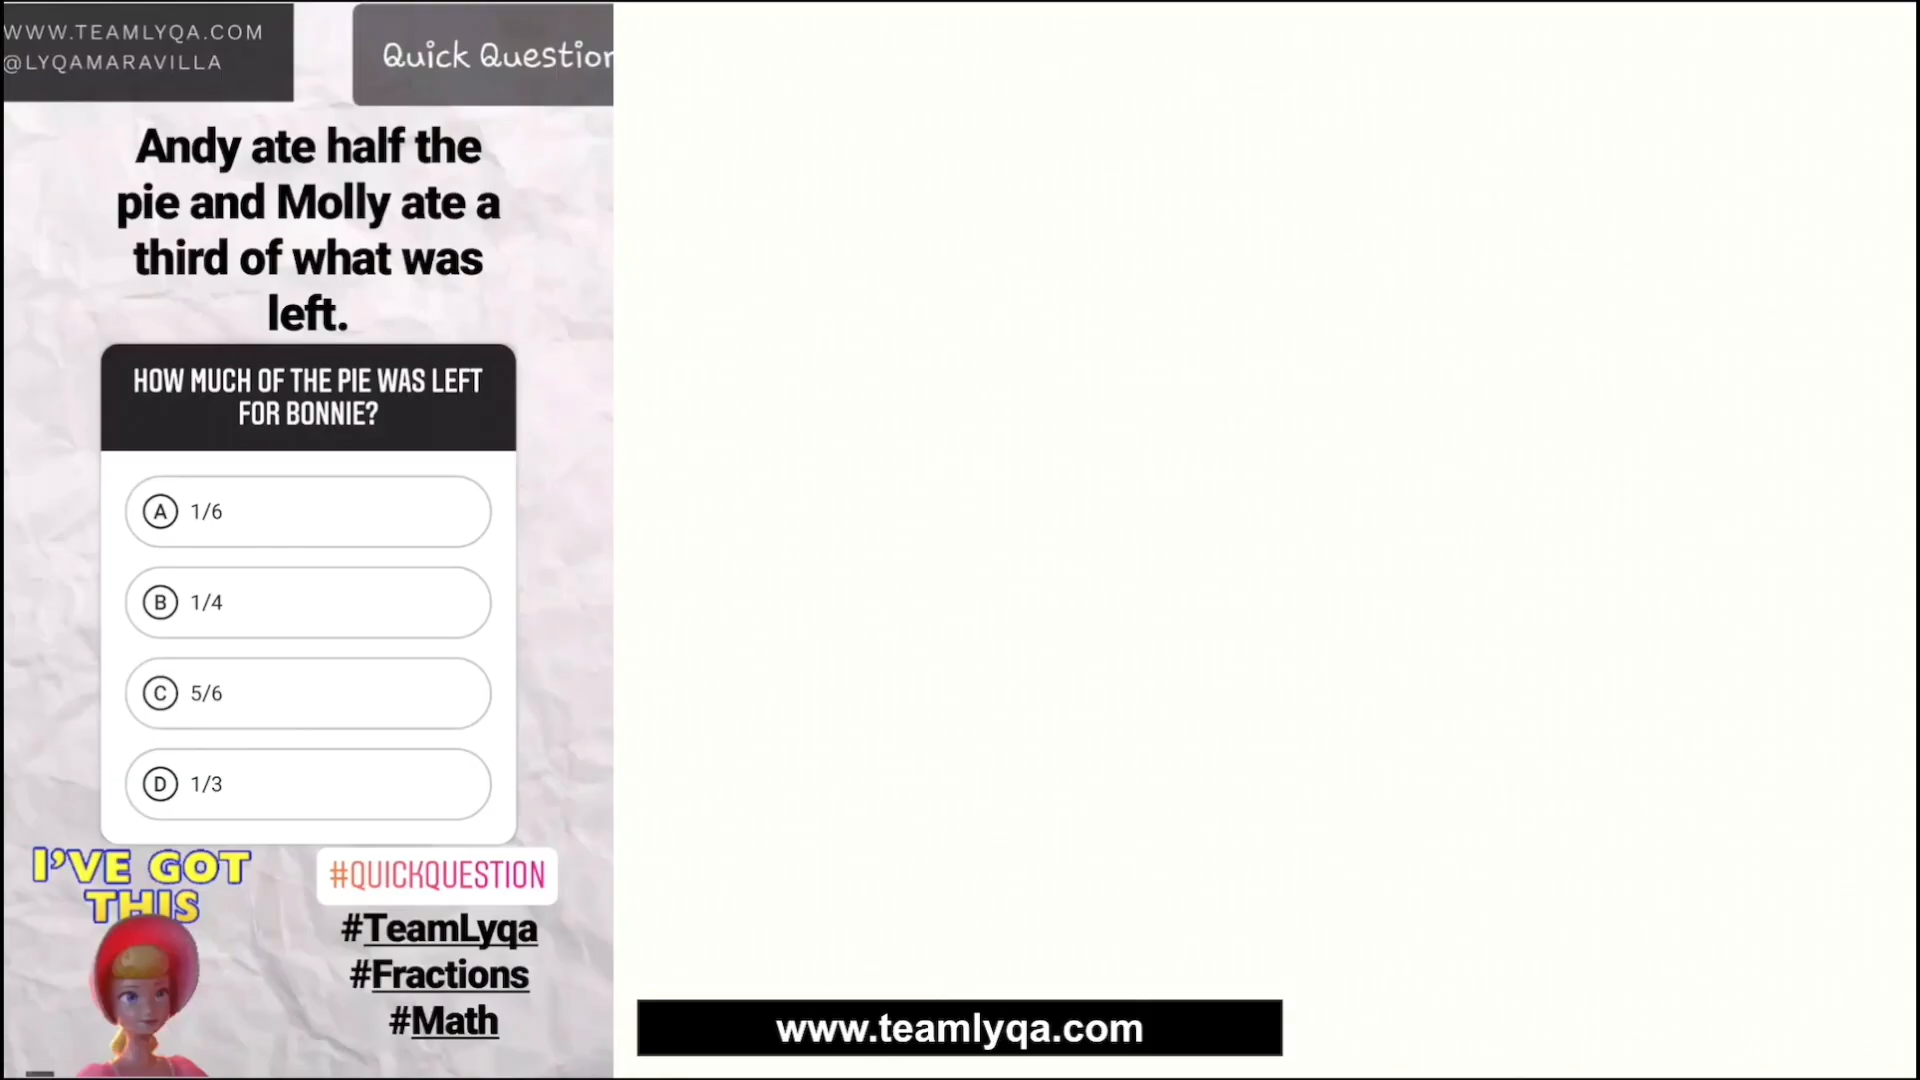 WWW.TEAMLYQA.COM
@LYQAMARAVILLA
Quick Question
Andy ate half the
pie and Molly ate a
third of what was
left.
HOW MUCH OF THE PIE WAS LEFT
FOR BONNIE?
A 1/6
B 1/4
C 5/6
D 1/3
I'VE GOT
THIS
#QUICKQUESTION
#TeamLyqa
#Fractions
#Math
www.teamlyqa.com